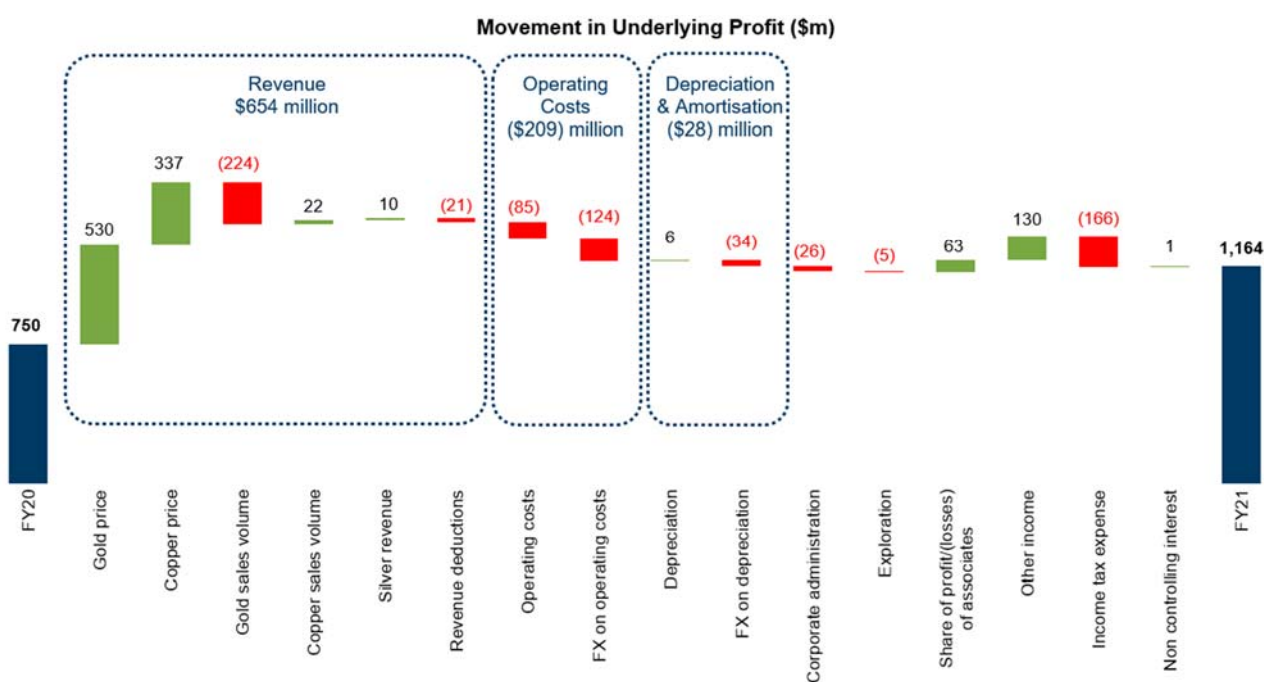 Movement in Underlying Profit ($m)
Revenue
$654 million
Operating
Costs
($209) million
Depreciation
& Amortisation
($28) million
750
530
337
(224)
22
10
(21)
(85)
(124)
6
(34)
(26)
(5)
63
130
(166)
1
1,164
FY20
Gold price
Copper price
Gold sales volume
Copper sales volume
Silver revenue
Revenue deductions
Operating costs
FX on operating costs
Depreciation
FX on depreciation
Corporate administration
Exploration
Share of profit/(losses)
of associates
Other income
Income tax expense
Non controlling interest
FY21